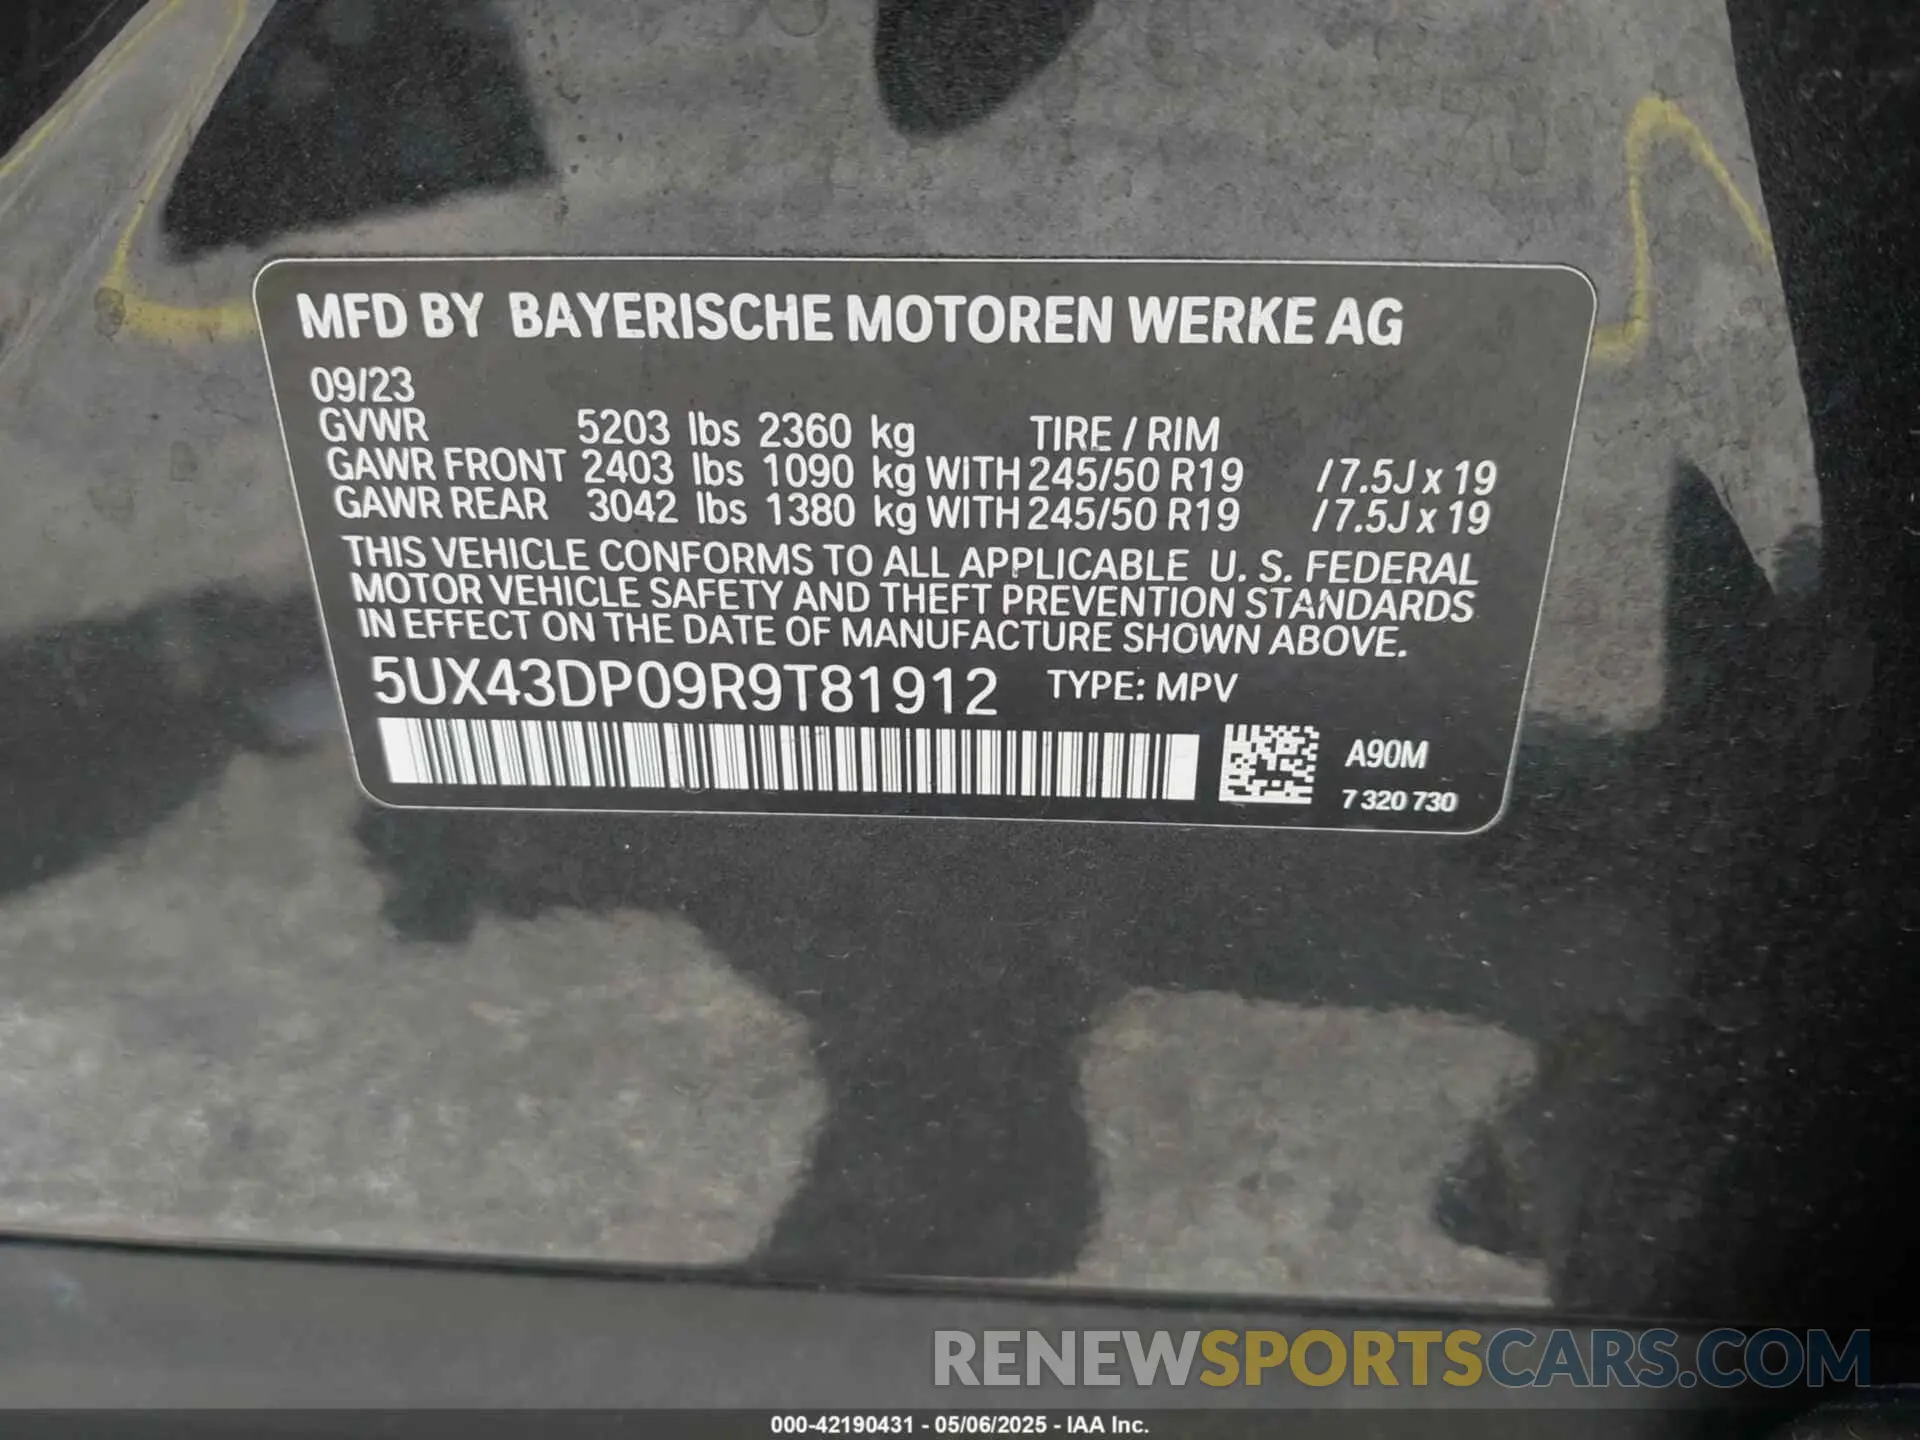 MFD BY BAYERISCHE MOTOREN WERKE AG
09/23
GVWR 5203 lbs 2360 kg TIRE / RIM
GAWR FRONT 2403 lbs 1090 kg WITH 245/50 R19 / 7.5J x 19
GAWR REAR 3042 lbs 1380 kg WITH 245/50 R19 / 7.5J x 19
THIS VEHICLE CONFORMS TO ALL APPLICABLE U. S. FEDERAL
MOTOR VEHICLE SAFETY AND THEFT PREVENTION STANDARDS
IN EFFECT ON THE DATE OF MANUFACTURE SHOWN ABOVE.
5UX43DP09R9T81912 TYPE: MPV
A90M
7 320 730
RENEWSPORTSCARS.COM
000-42190431 - 05/06/2025 - IAA Inc.